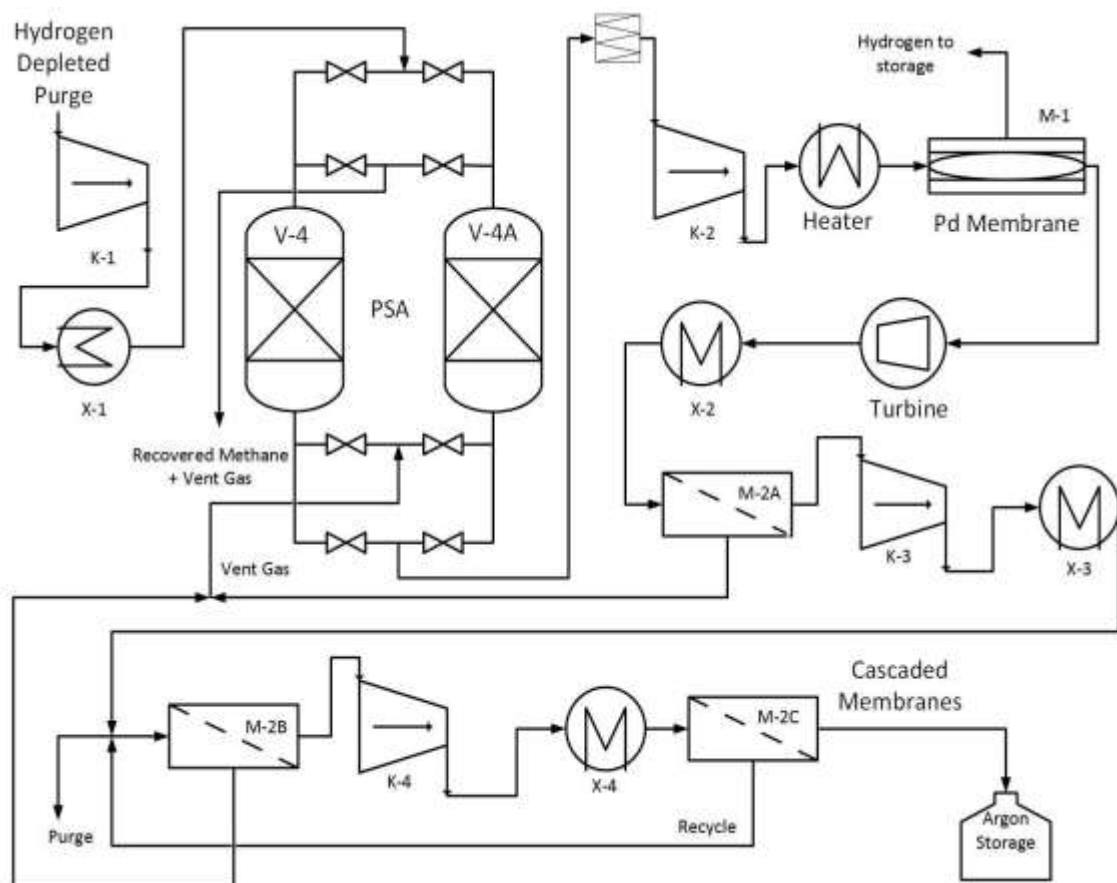 Hydrogen
Depleted
Purge
K-1
X-1
V-4
V-4A
PSA
Recovered Methane
+ Vent Gas
Vent Gas
K-2
Heater
Hydrogen to
storage
M-1
Pd Membrane
X-2
Turbine
M-2A
K-3
X-3
Cascaded
Membranes
M-2B
K-4
X-4
M-2C
Purge
Recycle
Argon
Storage